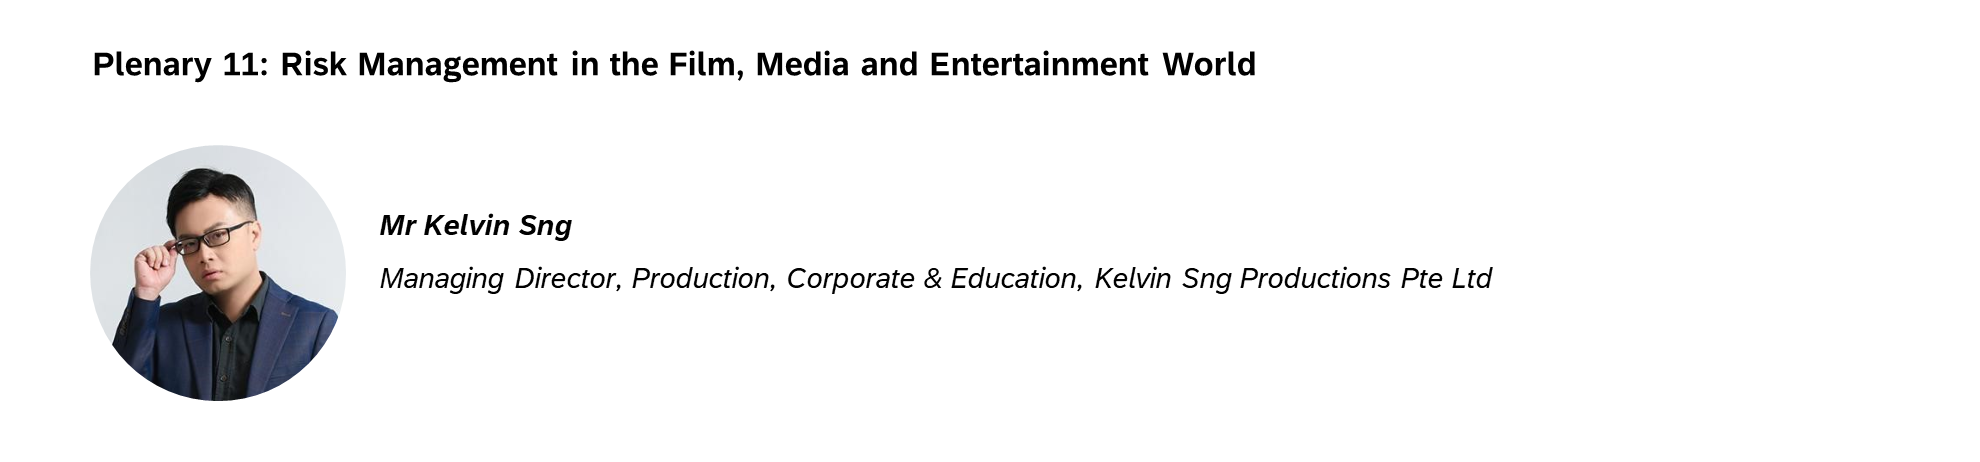 Plenary 11: Risk Management in the Film, Media and Entertainment World
Mr Kelvin Sng
Managing Director, Production, Corporate & Education, Kelvin Sng Productions Pte Ltd